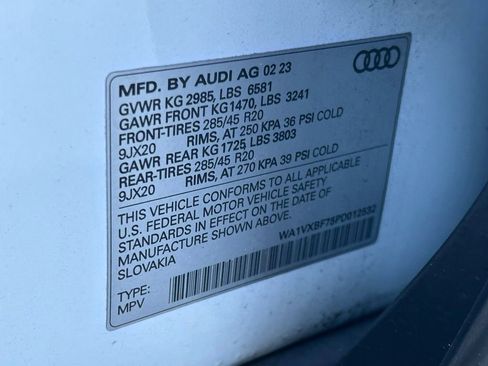 MFD. BY AUDI AG 02 23
GVWR KG 2985, LBS 6581
GAWR FRONT KG1470, LBS 3241
FRONT-TIRES 285/45 R20
9JX20 RIMS, AT 250 KPA 36 PSI COLD
GAWR REAR KG 1725, LBS 3803
REAR-TIRES 285/45 R20
9JX20 RIMS, AT 270 KPA 39 PSI COLD
THIS VEHICLE CONFORMS TO ALL APPLICABLE
U.S. FEDERAL MOTOR VEHICLE SAFETY
STANDARDS IN EFFECT ON THE DATE OF
MANUFACTURE SHOWN ABOVE.
SLOVAKIA
WA1VXBF75PD012532
TYPE:
MPV